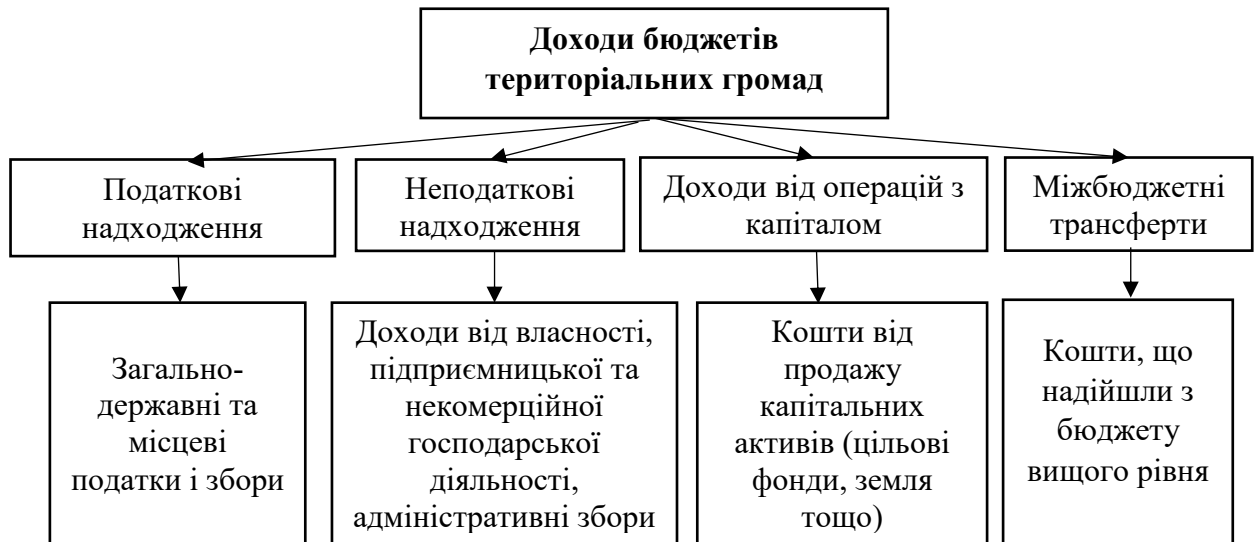 Доходи бюджетів
територіальних громад
Податкові
надходження
Неподаткові
надходження
Доходи від операцій з
капіталом
Міжбюджетні
трансферти
Загально-
державні та
місцеві
податки і збори
Доходи від власності,
підприємницької та
некомерційної
господарської
діяльності,
адміністративні збори
Кошти від
продажу
капітальних
активів (цільові
фонди, земля
тощо)
Кошти, що
надійшли з
бюджету
вищого рівня